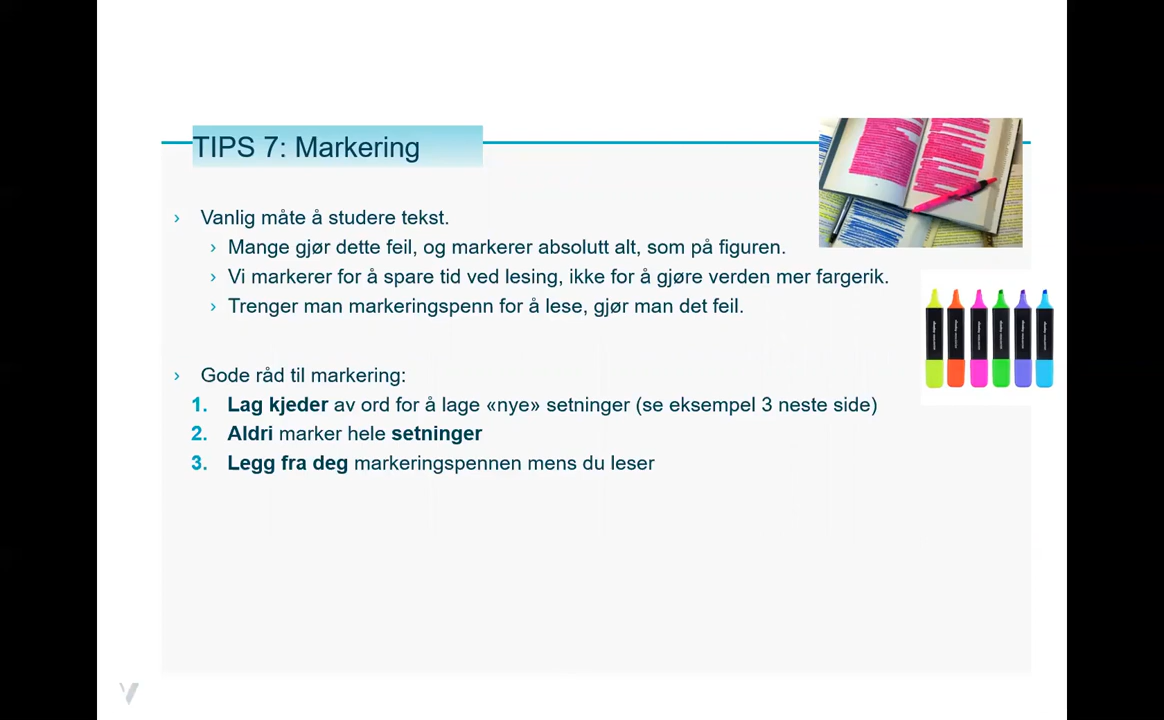 TIPS 7: Markering
› Vanlig måte å studere tekst.
› Mange gjør dette feil, og markerer absolutt alt, som på figuren.
› Vi markerer for å spare tid ved lesing, ikke for å gjøre verden mer fargerik.
› Trenger man markeringspenn for å lese, gjør man det feil.
› Gode råd til markering:
1. Lag kjeder av ord for å lage «nye» setninger (se eksempel 3 neste side)
2. Aldri marker hele setninger
3. Legg fra deg markeringspennen mens du leser